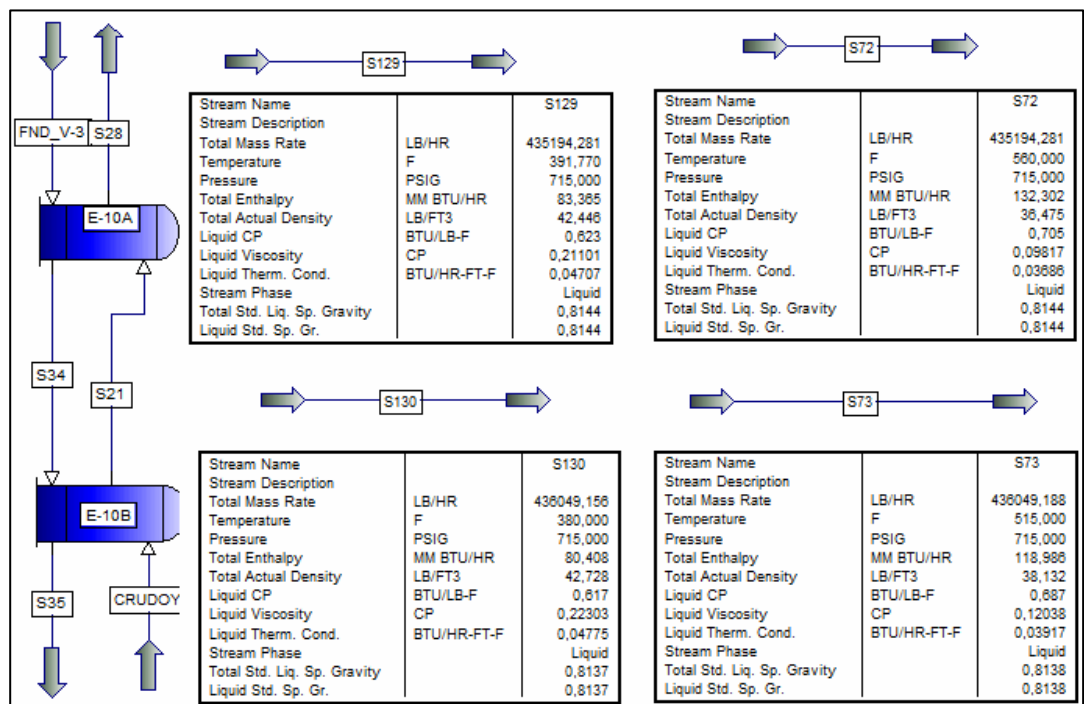 FND_V-3
S28
E-10A
S34
S21
E-10B
S35
CRUDOY
S129
Stream Name S129
Stream Description
Total Mass Rate LB/HR 435194,281
Temperature F 391,770
Pressure PSIG 715,000
Total Enthalpy MM BTU/HR 83,365
Total Actual Density LB/FT3 42,446
Liquid CP BTU/LB-F 0,623
Liquid Viscosity CP 0,21101
Liquid Therm. Cond. BTU/HR-FT-F 0,04707
Stream Phase Liquid
Total Std. Liq. Sp. Gravity 0,8144
Liquid Std. Sp. Gr. 0,8144
S72
Stream Name S72
Stream Description
Total Mass Rate LB/HR 435194,281
Temperature F 560,000
Pressure PSIG 715,000
Total Enthalpy MM BTU/HR 132,302
Total Actual Density LB/FT3 36,475
Liquid CP BTU/LB-F 0,705
Liquid Viscosity CP 0,09817
Liquid Therm. Cond. BTU/HR-FT-F 0,03686
Stream Phase Liquid
Total Std. Liq. Sp. Gravity 0,8144
Liquid Std. Sp. Gr. 0,8144
S130
Stream Name S130
Stream Description
Total Mass Rate LB/HR 436049,156
Temperature F 380,000
Pressure PSIG 715,000
Total Enthalpy MM BTU/HR 80,408
Total Actual Density LB/FT3 42,728
Liquid CP BTU/LB-F 0,617
Liquid Viscosity CP 0,22303
Liquid Therm. Cond. BTU/HR-FT-F 0,04775
Stream Phase Liquid
Total Std. Liq. Sp. Gravity 0,8137
Liquid Std. Sp. Gr. 0,8137
S73
Stream Name S73
Stream Description
Total Mass Rate LB/HR 436049,188
Temperature F 515,000
Pressure PSIG 715,000
Total Enthalpy MM BTU/HR 118,986
Total Actual Density LB/FT3 38,132
Liquid CP BTU/LB-F 0,687
Liquid Viscosity CP 0,12038
Liquid Therm. Cond. BTU/HR-FT-F 0,03917
Stream Phase Liquid
Total Std. Liq. Sp. Gravity 0,8138
Liquid Std. Sp. Gr. 0,8138